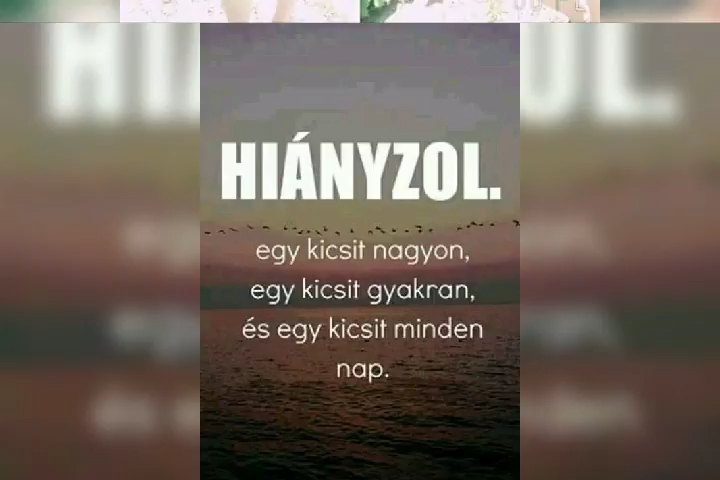 HIÁNYZOL.
egy kicsit nagyon,
egy kicsit gyakran,
és egy kicsit minden
nap.